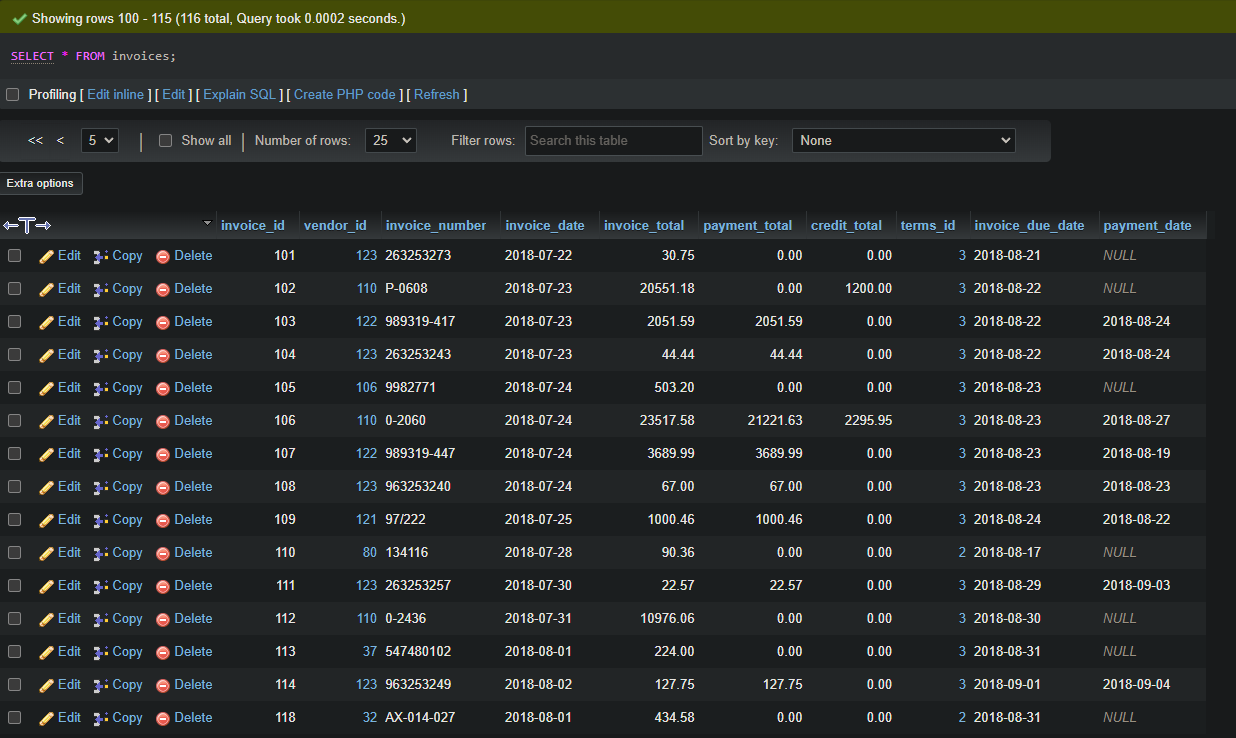 Showing rows 100 - 115 (116 total, Query took 0.0002 seconds.)
SELECT * FROM invoices;
Profiling [ Edit inline ] [ Edit ] [ Explain SQL ] [ Create PHP code ] [ Refresh ]
<< < 5 | Show all | Number of rows: 25 Filter rows: Search this table Sort by key: None
Extra options
invoice_id vendor_id invoice_number invoice_date invoice_total payment_total credit_total terms_id invoice_due_date payment_date
Edit Copy Delete 101 123 263253273 2018-07-22 30.75 0.00 0.00 3 2018-08-21 NULL
Edit Copy Delete 102 110 P-0608 2018-07-23 20551.18 0.00 1200.00 3 2018-08-22 NULL
Edit Copy Delete 103 122 989319-417 2018-07-23 2051.59 2051.59 0.00 3 2018-08-22 2018-08-24
Edit Copy Delete 104 123 263253243 2018-07-23 44.44 44.44 0.00 3 2018-08-22 2018-08-24
Edit Copy Delete 105 106 9982771 2018-07-24 503.20 0.00 0.00 3 2018-08-23 NULL
Edit Copy Delete 106 110 0-2060 2018-07-24 23517.58 21221.63 2295.95 3 2018-08-23 2018-08-27
Edit Copy Delete 107 122 989319-447 2018-07-24 3689.99 3689.99 0.00 3 2018-08-23 2018-08-19
Edit Copy Delete 108 123 963253240 2018-07-24 67.00 67.00 0.00 3 2018-08-23 2018-08-23
Edit Copy Delete 109 121 97/222 2018-07-25 1000.46 1000.46 0.00 3 2018-08-24 2018-08-22
Edit Copy Delete 110 80 134116 2018-07-28 90.36 0.00 0.00 2 2018-08-17 NULL
Edit Copy Delete 111 123 263253257 2018-07-30 22.57 22.57 0.00 3 2018-08-29 2018-09-03
Edit Copy Delete 112 110 0-2436 2018-07-31 10976.06 0.00 0.00 3 2018-08-30 NULL
Edit Copy Delete 113 37 547480102 2018-08-01 224.00 0.00 0.00 3 2018-08-31 NULL
Edit Copy Delete 114 123 963253249 2018-08-02 127.75 127.75 0.00 3 2018-09-01 2018-09-04
Edit Copy Delete 118 32 AX-014-027 2018-08-01 434.58 0.00 0.00 2 2018-08-31 NULL